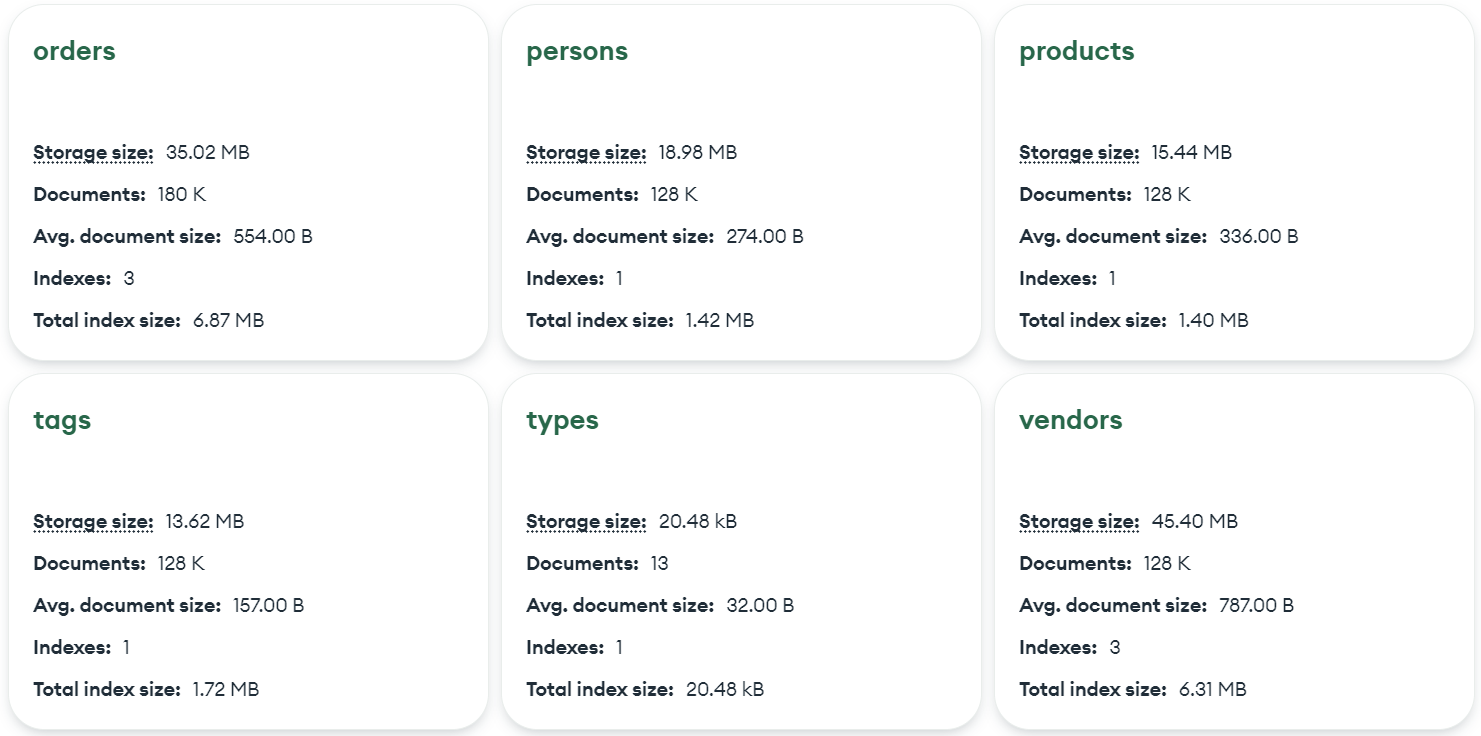 orders
Storage size: 35.02 MB
Documents: 180 K
Avg. document size: 554.00 B
Indexes: 3
Total index size: 6.87 MB
persons
Storage size: 18.98 MB
Documents: 128 K
Avg. document size: 274.00 B
Indexes: 1
Total index size: 1.42 MB
products
Storage size: 15.44 MB
Documents: 128 K
Avg. document size: 336.00 B
Indexes: 1
Total index size: 1.40 MB
tags
Storage size: 13.62 MB
Documents: 128 K
Avg. document size: 157.00 B
Indexes: 1
Total index size: 1.72 MB
types
Storage size: 20.48 kB
Documents: 13
Avg. document size: 32.00 B
Indexes: 1
Total index size: 20.48 kB
vendors
Storage size: 45.40 MB
Documents: 128 K
Avg. document size: 787.00 B
Indexes: 3
Total index size: 6.31 MB